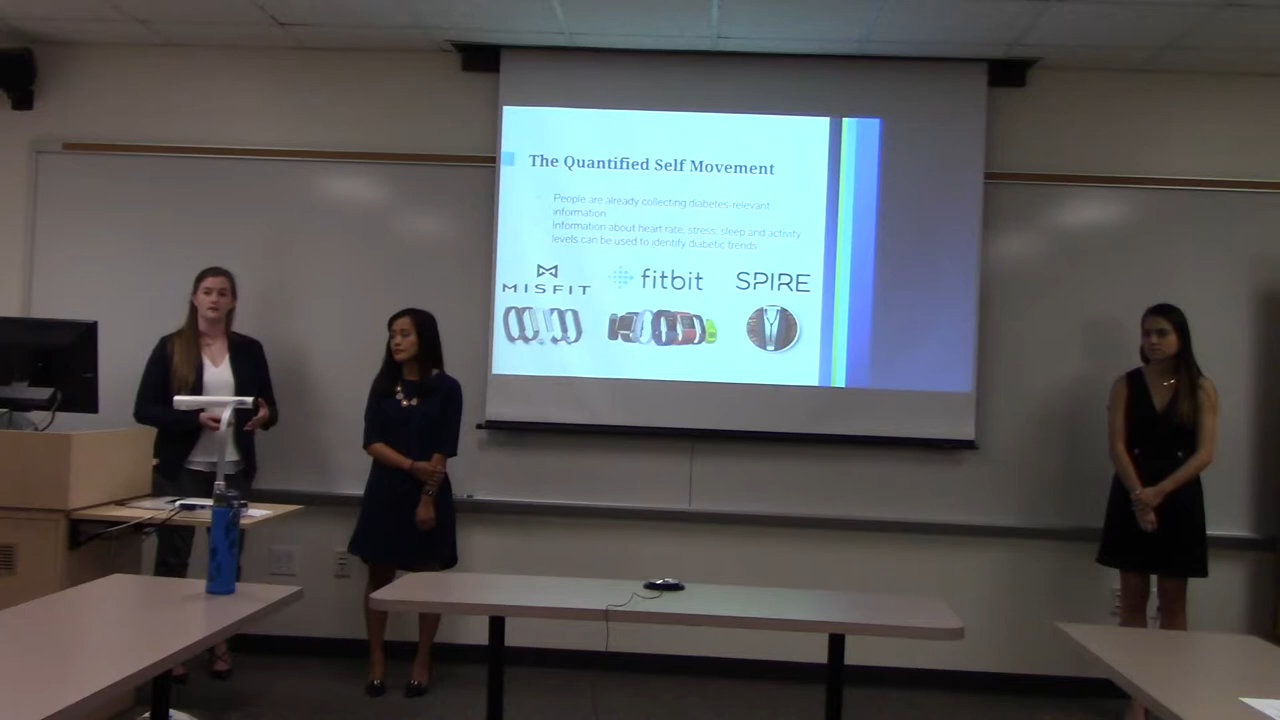 The Quantified Self Movement
People are already collecting diabetes-relevant
information
Information about heart rate, stress, sleep and activity
levels can be used to identify diabetic trends
MISFIT
fitbit
SPIRE